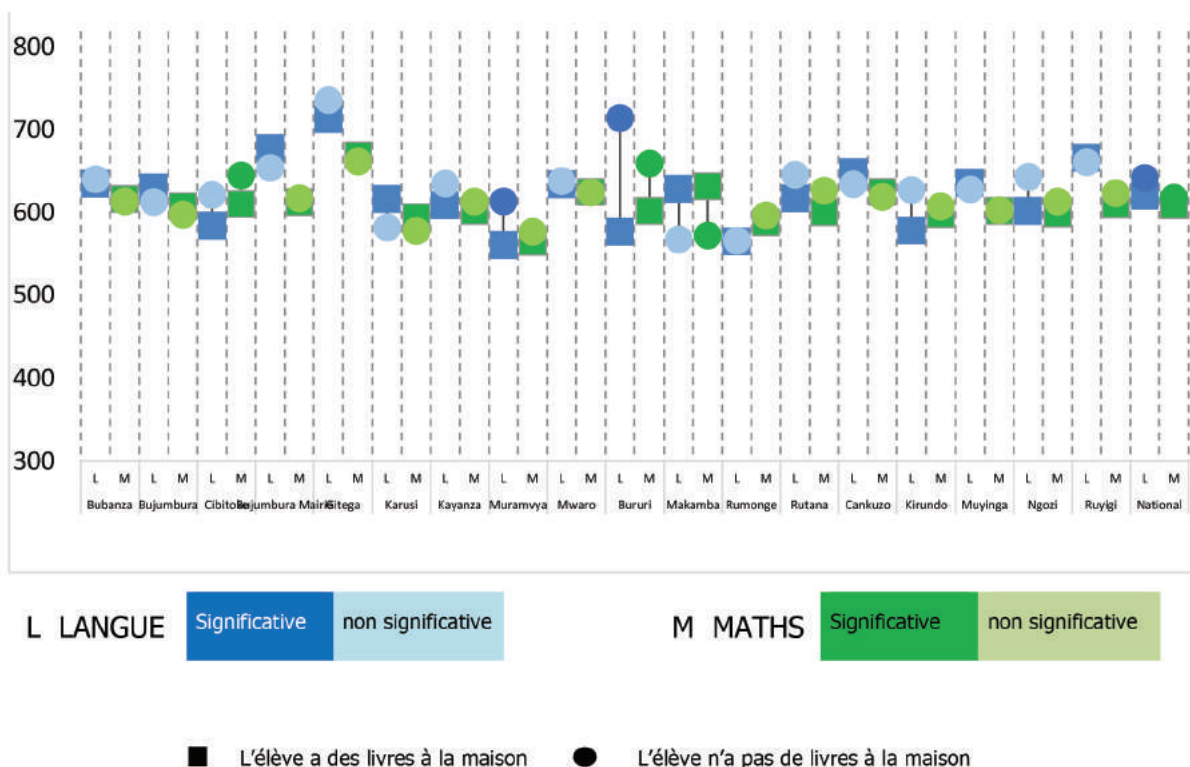 800
700
600
500
400
300
L M L M L M L M L M L M L M L M L M L M L M L M L M L M L M L M L M L M L M
Bubanza Bujumbura Cibitoke Bujumbura Mairie Gitega Karusi Kayanza Muramvya Mwaro Bururi Makamba Rumonge Rutana Cankuzo Kirundo Muyinga Ngozi Ruyigi National
L LANGUE Significative non significative M MATHS Significative non significative
L'élève a des livres à la maison L'élève n'a pas de livres à la maison